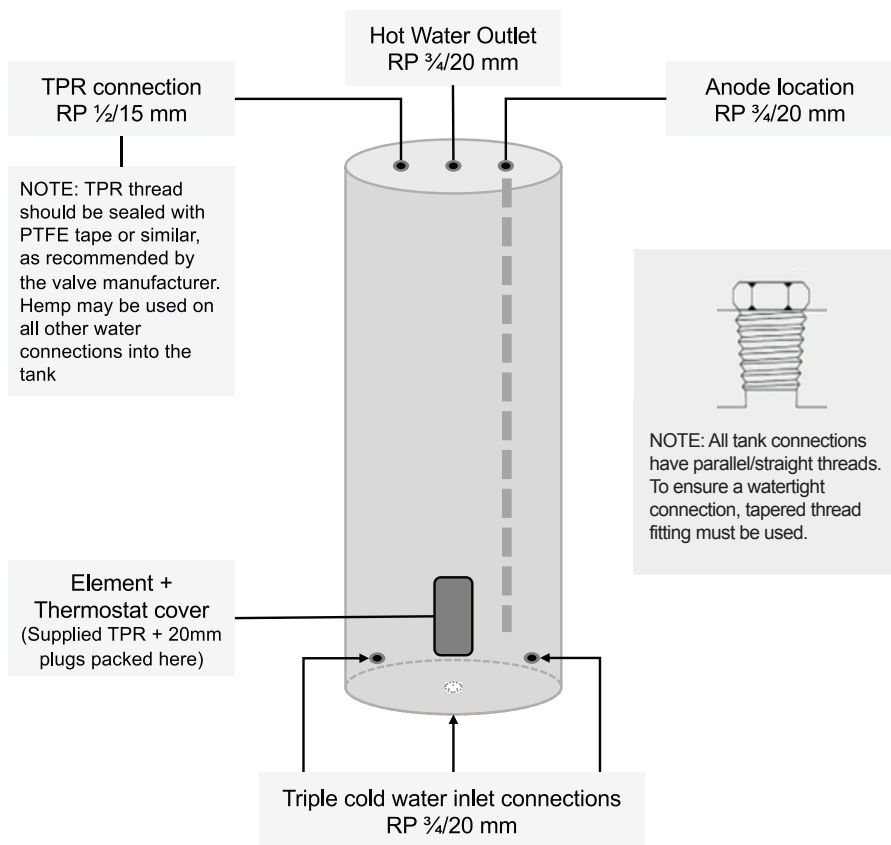 Hot Water Outlet
RP ¾/20 mm
TPR connection
RP ½/15 mm
Anode location
RP ¾/20 mm
NOTE: TPR thread
should be sealed with
PTFE tape or similar,
as recommended by
the valve manufacturer.
Hemp may be used on
all other water
connections into the
tank
NOTE: All tank connections
have parallel/straight threads.
To ensure a watertight
connection, tapered thread
fitting must be used.
Element +
Thermostat cover
(Supplied TPR + 20mm
plugs packed here)
Triple cold water inlet connections
RP ¾/20 mm